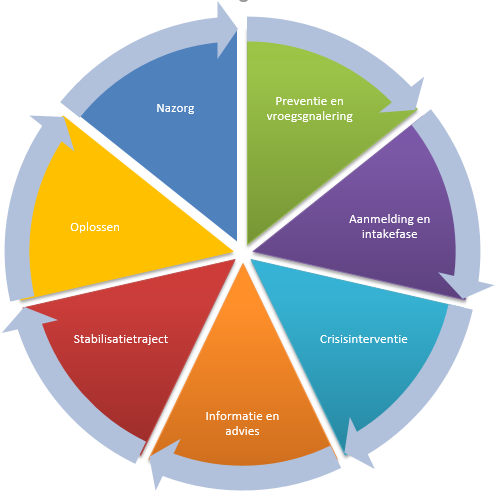 Preventie en
vroegsgnalering
Aanmelding en
intakefase
Crisisinterventie
Informatie en
advies
Stabilisatietraject
Oplossen
Nazorg